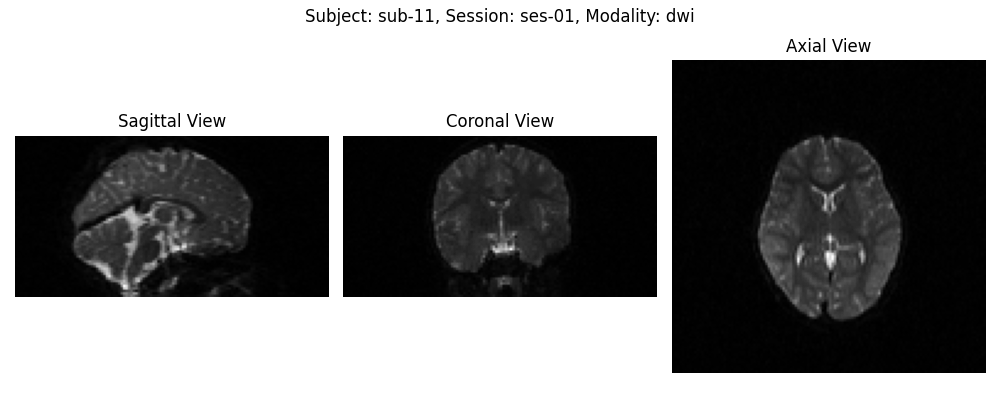 Subject: sub-11, Session: ses-01, Modality: dwi
Sagittal View
Coronal View
Axial View